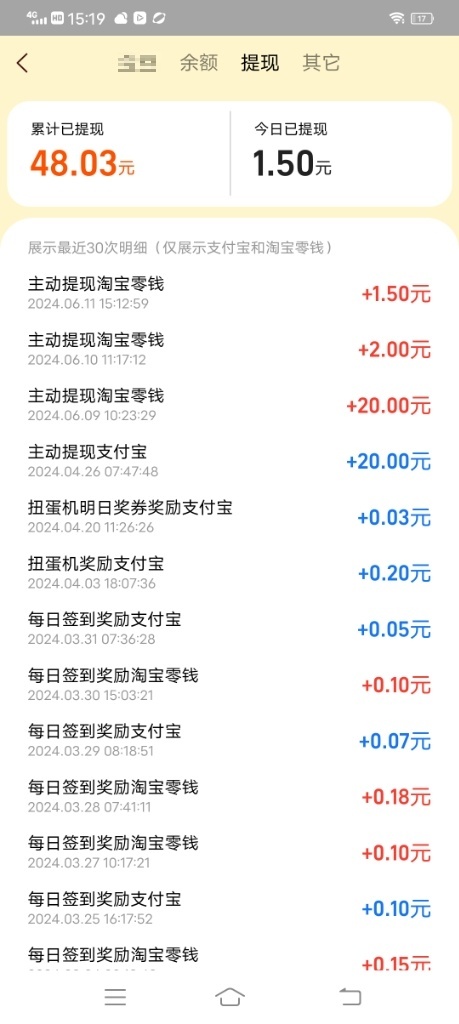 4G HD 15:19 17
余额 提现 其它
累计已提现 今日已提现
48.03元 1.50元
展示最近30次明细（仅展示支付宝和淘宝零钱）
主动提现淘宝零钱 +1.50元
2024.06.11 15:12:59
主动提现淘宝零钱 +2.00元
2024.06.10 11:17:12
主动提现淘宝零钱 +20.00元
2024.06.09 10:23:29
主动提现支付宝 +20.00元
2024.04.26 07:47:48
扭蛋机明日奖券奖励支付宝 +0.03元
2024.04.20 11:26:26
扭蛋机奖励支付宝 +0.20元
2024.04.03 18:07:36
每日签到奖励支付宝 +0.05元
2024.03.31 07:36:28
每日签到奖励淘宝零钱 +0.10元
2024.03.30 15:03:21
每日签到奖励支付宝 +0.07元
2024.03.29 08:18:51
每日签到奖励淘宝零钱 +0.18元
2024.03.28 07:41:11
每日签到奖励淘宝零钱 +0.10元
2024.03.27 10:17:21
每日签到奖励支付宝 +0.10元
2024.03.25 16:17:52
每日签到奖励淘宝零钱 +0.15元